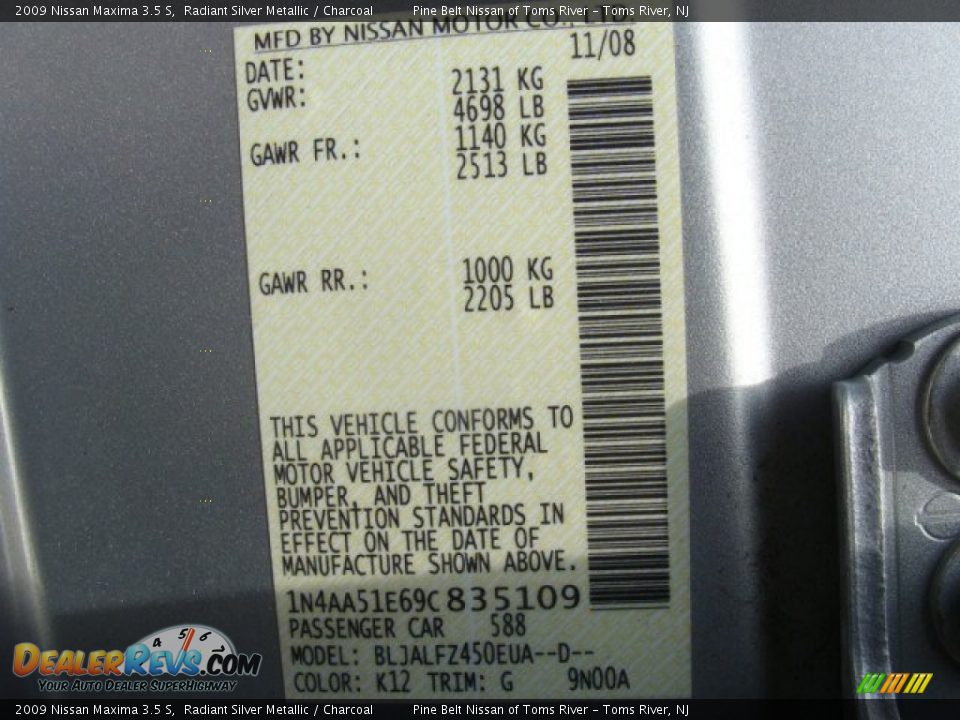 2009 Nissan Maxima 3.5 S, Radiant Silver Metallic / Charcoal Pine Belt Nissan of Toms River - Toms River, NJ
MFD BY NISSAN MOTOR CO., LTD.
DATE: 11/08
GVWR: 2131 KG
4698 LB
GAWR FR.: 1140 KG
2513 LB
GAWR RR.: 1000 KG
2205 LB
THIS VEHICLE CONFORMS TO
ALL APPLICABLE FEDERAL
MOTOR VEHICLE SAFETY,
BUMPER, AND THEFT
PREVENTION STANDARDS IN
EFFECT ON THE DATE OF
MANUFACTURE SHOWN ABOVE.
1N4AA51E69C835109
PASSENGER CAR 588
MODEL: BLJALFZ450EUA--D--
COLOR: K12 TRIM: G 9N00A
4 5 6
DEALERREVS.COM
YOUR AUTO DEALER SUPERHIGHWAY
2009 Nissan Maxima 3.5 S, Radiant Silver Metallic / Charcoal Pine Belt Nissan of Toms River - Toms River, NJ